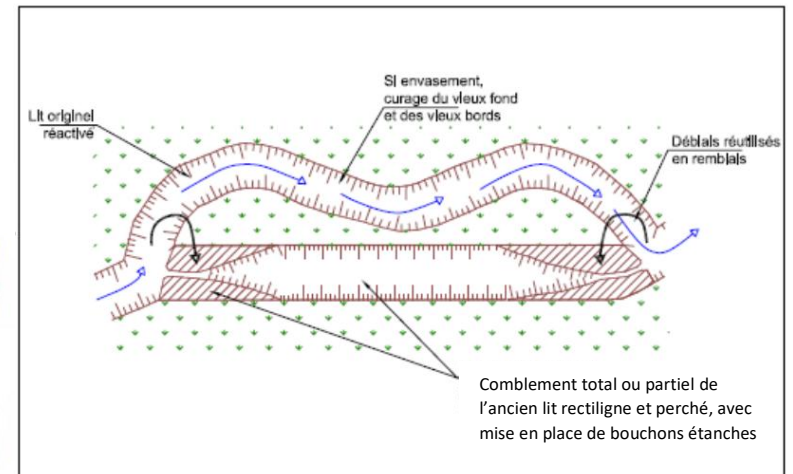 Si envasement,
curage du vieux fond
et des vieux bords
Lit originel
réactivé
Déblais réutilisés
en remblais
Comblement total ou partiel de
l'ancien lit rectiligne et perché, avec
mise en place de bouchons étanches